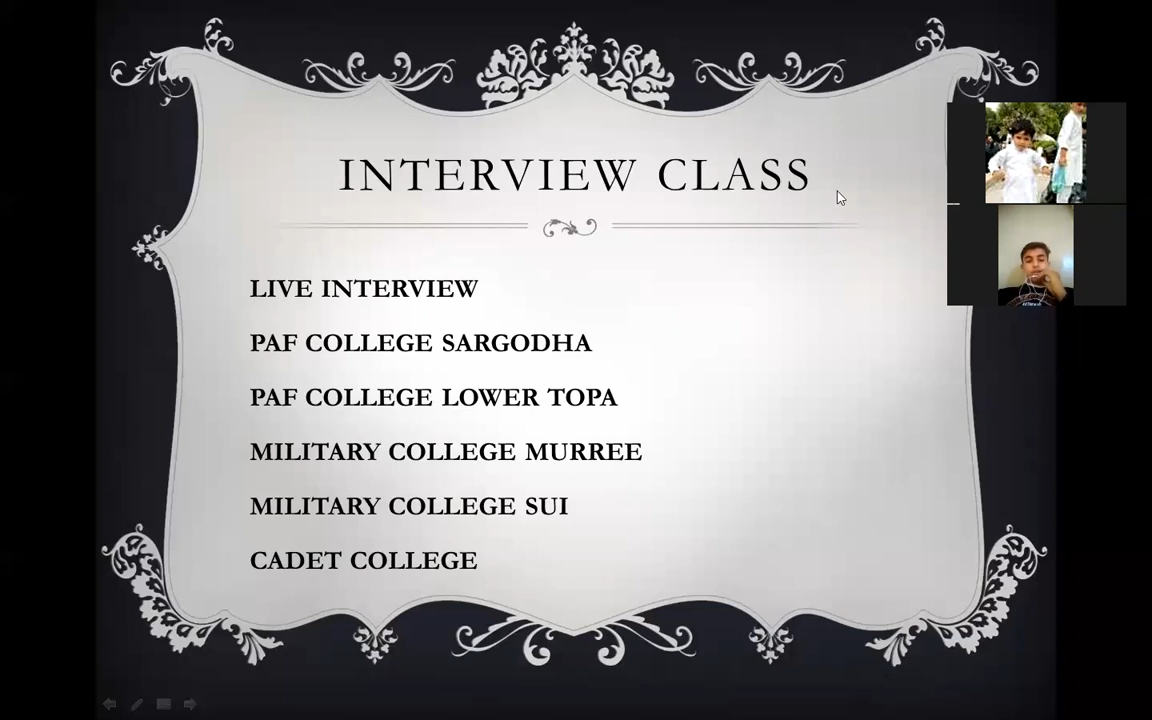 INTERVIEW CLASS
LIVE INTERVIEW
PAF COLLEGE SARGODHA
PAF COLLEGE LOWER TOPA
MILITARY COLLEGE MURREE
MILITARY COLLEGE SUI
CADET COLLEGE